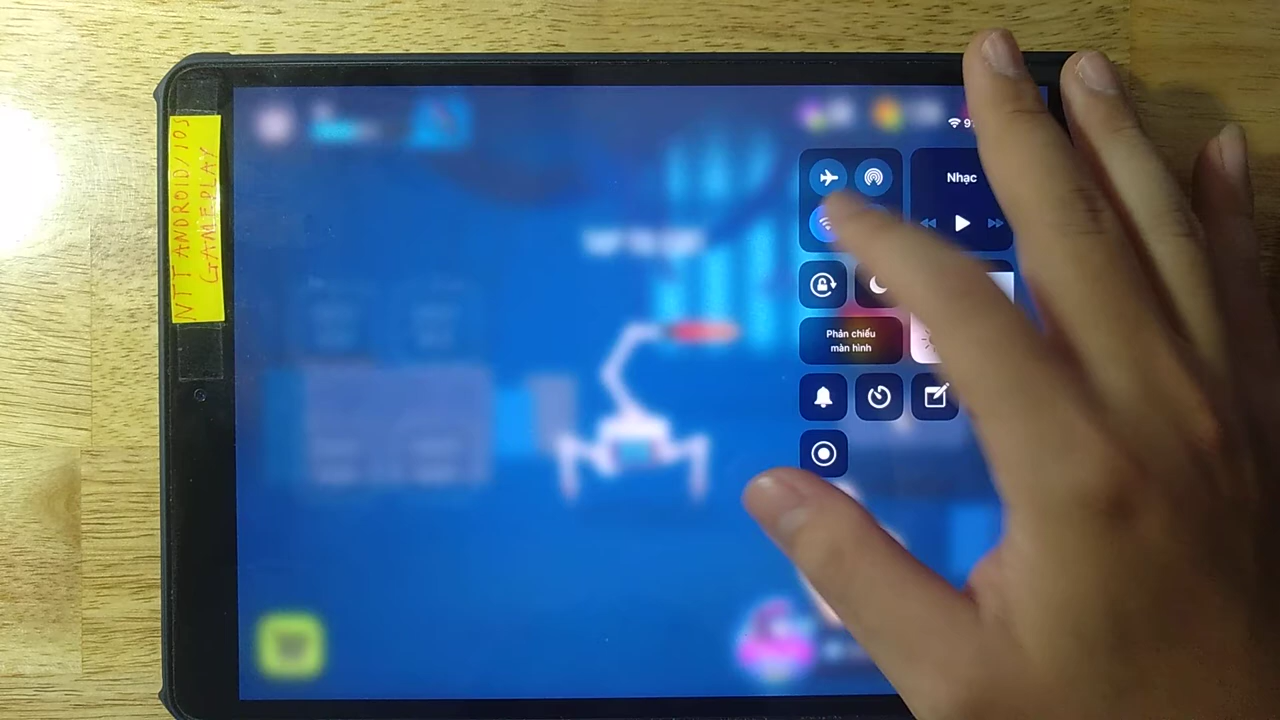 NTT ANDROID/IOS
GAMEPLAY
Nhạc
Phản chiếu
màn hình